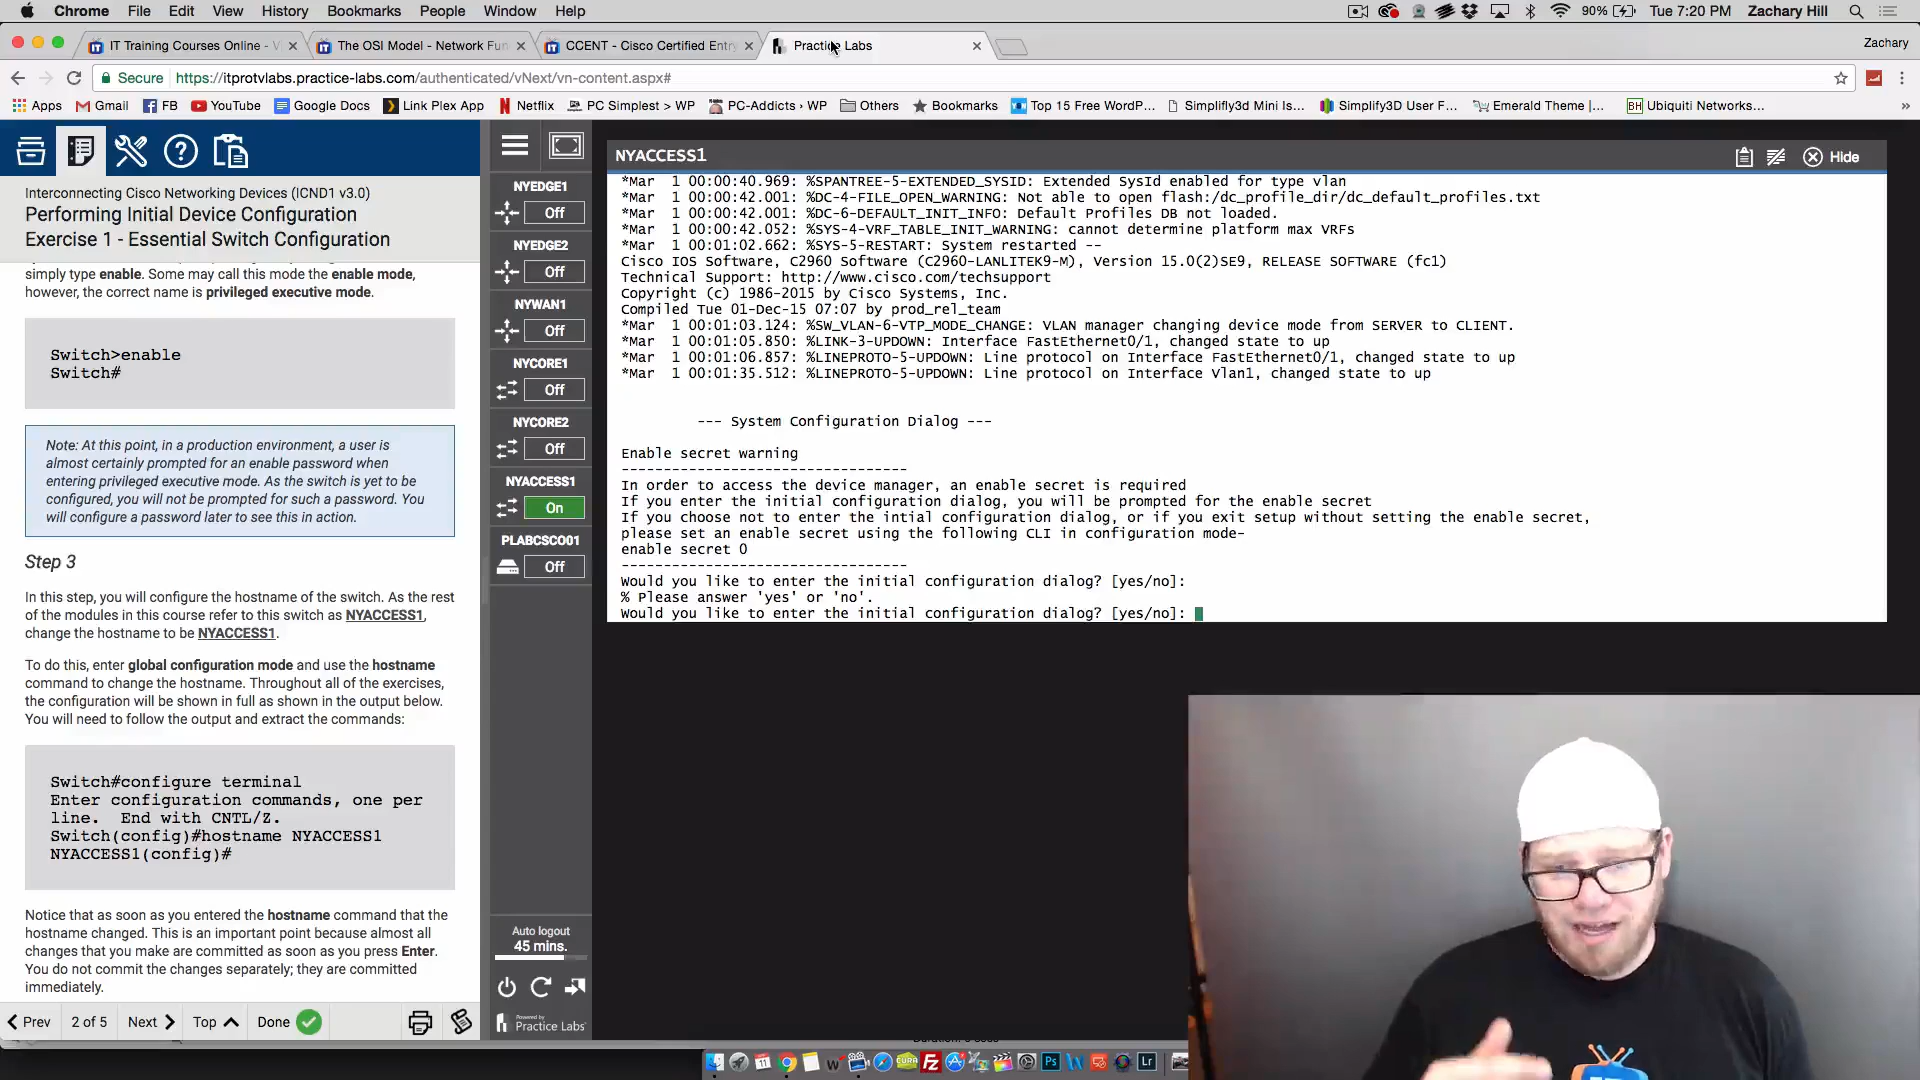 Chrome File Edit View History Bookmarks People Window Help
90% Tue 7:20 PM Zachary Hill
IT Training Courses Online - V
The OSI Model - Network Fun
CCENT - Cisco Certified Entry
Practice Labs
Zachary
Secure https://itprotvlabs.practice-labs.com/authenticated/vNext/vn-content.aspx#
Apps Gmail FB YouTube Google Docs Link Plex App Netflix PC Simplest > WP PC-Addicts › WP Others Bookmarks Top 15 Free WordP... Simplifly3d Mini Is... Simplify3D User F... Emerald Theme |... Ubiquiti Networks... »
Interconnecting Cisco Networking Devices (ICND1 v3.0)
Performing Initial Device Configuration
Exercise 1 - Essential Switch Configuration
simply type enable. Some may call this mode the enable mode,
however, the correct name is privileged executive mode.
Switch>enable
Switch#
Note: At this point, in a production environment, a user is
almost certainly prompted for an enable password when
entering privileged executive mode. As the switch is yet to be
configured, you will not be prompted for such a password. You
will configure a password later to see this in action.
Step 3
In this step, you will configure the hostname of the switch. As the rest
of the modules in this course refer to this switch as NYACCESS1,
change the hostname to be NYACCESS1.
To do this, enter global configuration mode and use the hostname
command to change the hostname. Throughout all of the exercises,
the configuration will be shown in full as shown in the output below.
You will need to follow the output and extract the commands:
Switch#configure terminal
Enter configuration commands, one per
line. End with CNTL/Z.
Switch(config)#hostname NYACCESS1
NYACCESS1(config)#
Notice that as soon as you entered the hostname command that the
hostname changed. This is an important point because almost all
changes that you make are committed as soon as you press Enter.
You do not commit the changes separately; they are committed
immediately.
Prev 2 of 5 Next Top Done
NYEDGE1
Off
NYEDGE2
Off
NYWAN1
Off
NYCORE1
Off
NYCORE2
Off
NYACCESS1
On
PLABCSCO01
Off
Auto logout
45 mins.
Powered by
Practice Labs
NYACCESS1
Hide
*Mar 1 00:00:40.969: %SPANTREE-5-EXTENDED_SYSID: Extended SysId enabled for type vlan
*Mar 1 00:00:42.001: %DC-4-FILE_OPEN_WARNING: Not able to open flash:/dc_profile_dir/dc_default_profiles.txt
*Mar 1 00:00:42.001: %DC-6-DEFAULT_INIT_INFO: Default Profiles DB not loaded.
*Mar 1 00:00:42.052: %SYS-4-VRF_TABLE_INIT_WARNING: cannot determine platform max VRFs
*Mar 1 00:01:02.662: %SYS-5-RESTART: System restarted --
Cisco IOS Software, C2960 Software (C2960-LANLITEK9-M), Version 15.0(2)SE9, RELEASE SOFTWARE (fc1)
Technical Support: http://www.cisco.com/techsupport
Copyright (c) 1986-2015 by Cisco Systems, Inc.
Compiled Tue 01-Dec-15 07:07 by prod_rel_team
*Mar 1 00:01:03.124: %SW_VLAN-6-VTP_MODE_CHANGE: VLAN manager changing device mode from SERVER to CLIENT.
*Mar 1 00:01:05.850: %LINK-3-UPDOWN: Interface FastEthernet0/1, changed state to up
*Mar 1 00:01:06.857: %LINEPROTO-5-UPDOWN: Line protocol on Interface FastEthernet0/1, changed state to up
*Mar 1 00:01:35.512: %LINEPROTO-5-UPDOWN: Line protocol on Interface Vlan1, changed state to up
--- System Configuration Dialog ---
Enable secret warning
----------------------------------
In order to access the device manager, an enable secret is required
If you enter the initial configuration dialog, you will be prompted for the enable secret
If you choose not to enter the intial configuration dialog, or if you exit setup without setting the enable secret,
please set an enable secret using the following CLI in configuration mode-
enable secret 0
----------------------------------
Would you like to enter the initial configuration dialog? [yes/no]:
% Please answer 'yes' or 'no'.
Would you like to enter the initial configuration dialog? [yes/no]: